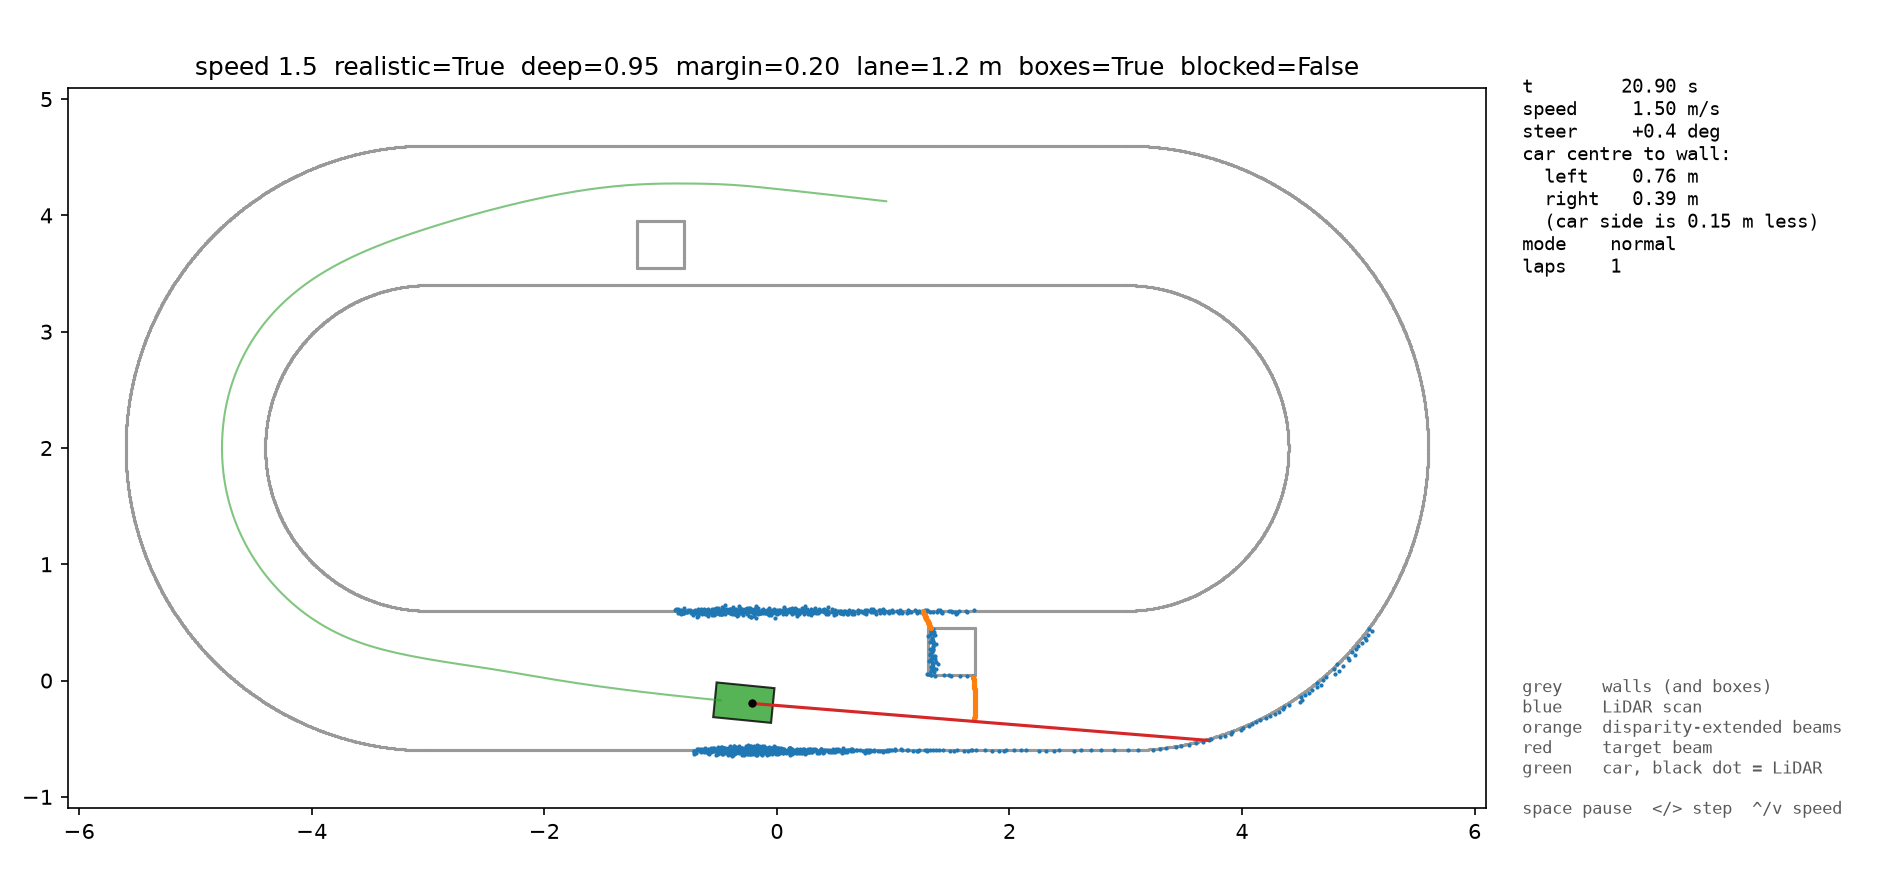 speed 1.5  realistic=True  deep=0.95  margin=0.20  lane=1.2 m  boxes=True  blocked=False
t        20.90 s
speed     1.50 m/s
steer     +0.4 deg
car centre to wall:
  left    0.76 m
  right   0.39 m
  (car side is 0.15 m less)
mode    normal
laps    1
5
4
3
2
1
0
−1
−6
−4
−2
0
2
4
6
grey    walls (and boxes)
blue    LiDAR scan
orange  disparity-extended beams
red     target beam
green   car, black dot = LiDAR
space pause  </> step  ^/v speed